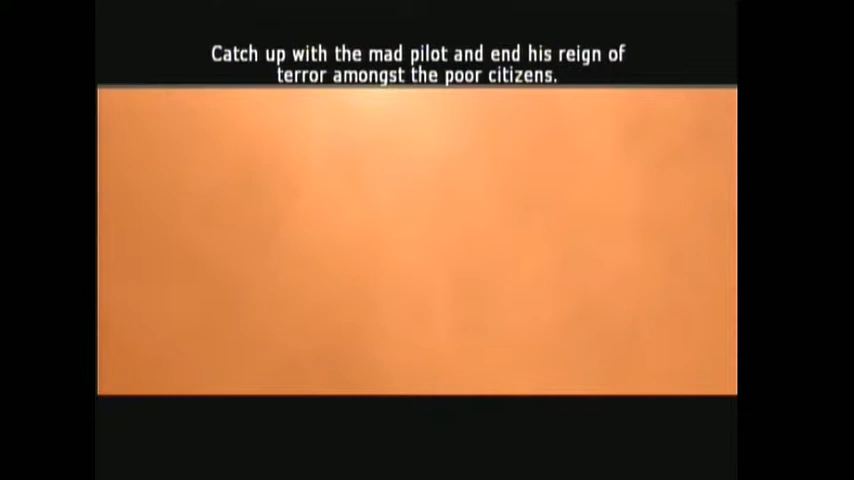 Catch up with the mad pilot and end his reign of
terror amongst the poor citizens.